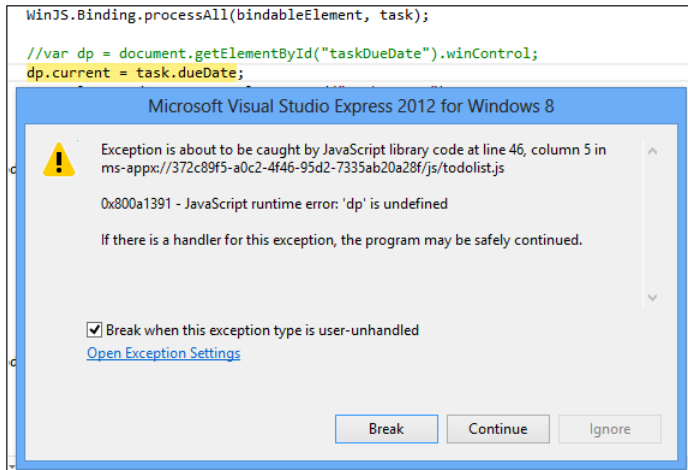 WinJS.Binding.processAll(bindableElement, task);
//var dp = document.getElementById("taskDueDate").winControl;
dp.current = task.dueDate;
Microsoft Visual Studio Express 2012 for Windows 8
Exception is about to be caught by JavaScript library code at line 46, column 5 in
ms-appx://372c89f5-a0c2-4f46-95d2-7335ab20a28f/js/todolist.js
0x800a1391 - JavaScript runtime error: 'dp' is undefined
If there is a handler for this exception, the program may be safely continued.
Break when this exception type is user-unhandled
Open Exception Settings
Break
Continue
Ignore